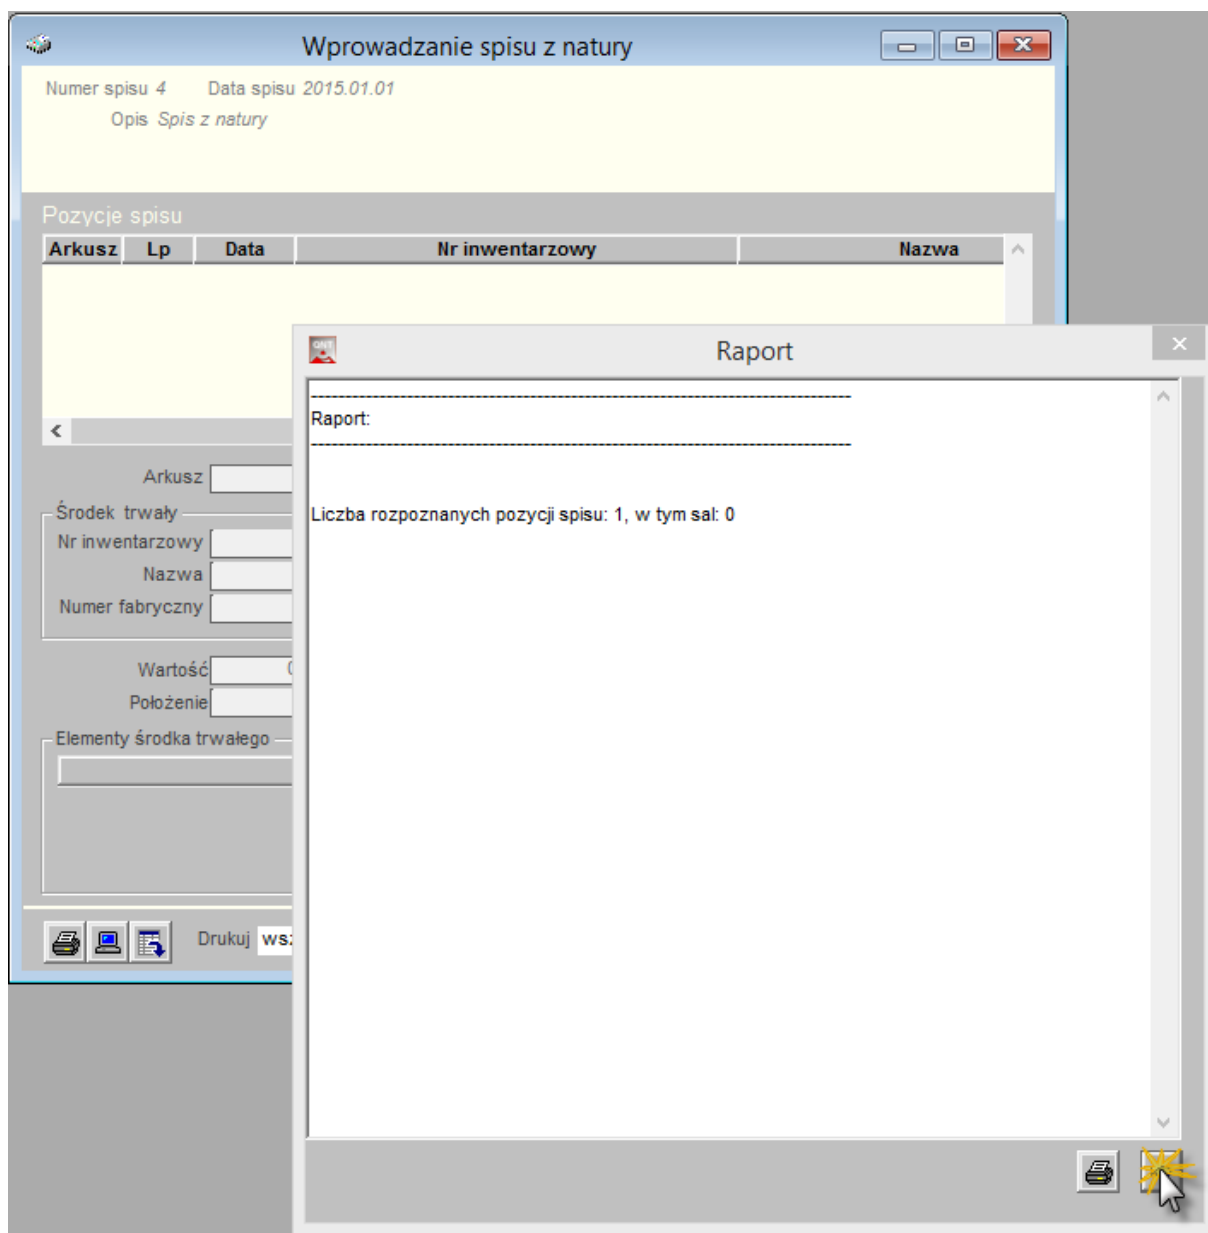 Wprowadzanie spisu z natury
Numer spisu 4 Data spisu 2015.01.01
Opis Spis z natury
Pozycje spisu
Arkusz Lp Data Nr inwentarzowy Nazwa
QNT
Raport
Raport:
Liczba rozpoznanych pozycji spisu: 1, w tym sal: 0
Arkusz
Środek trwały
Nr inwentarzowy
Nazwa
Numer fabryczny
Wartość
Położenie
Elementy środka trwałego
Drukuj